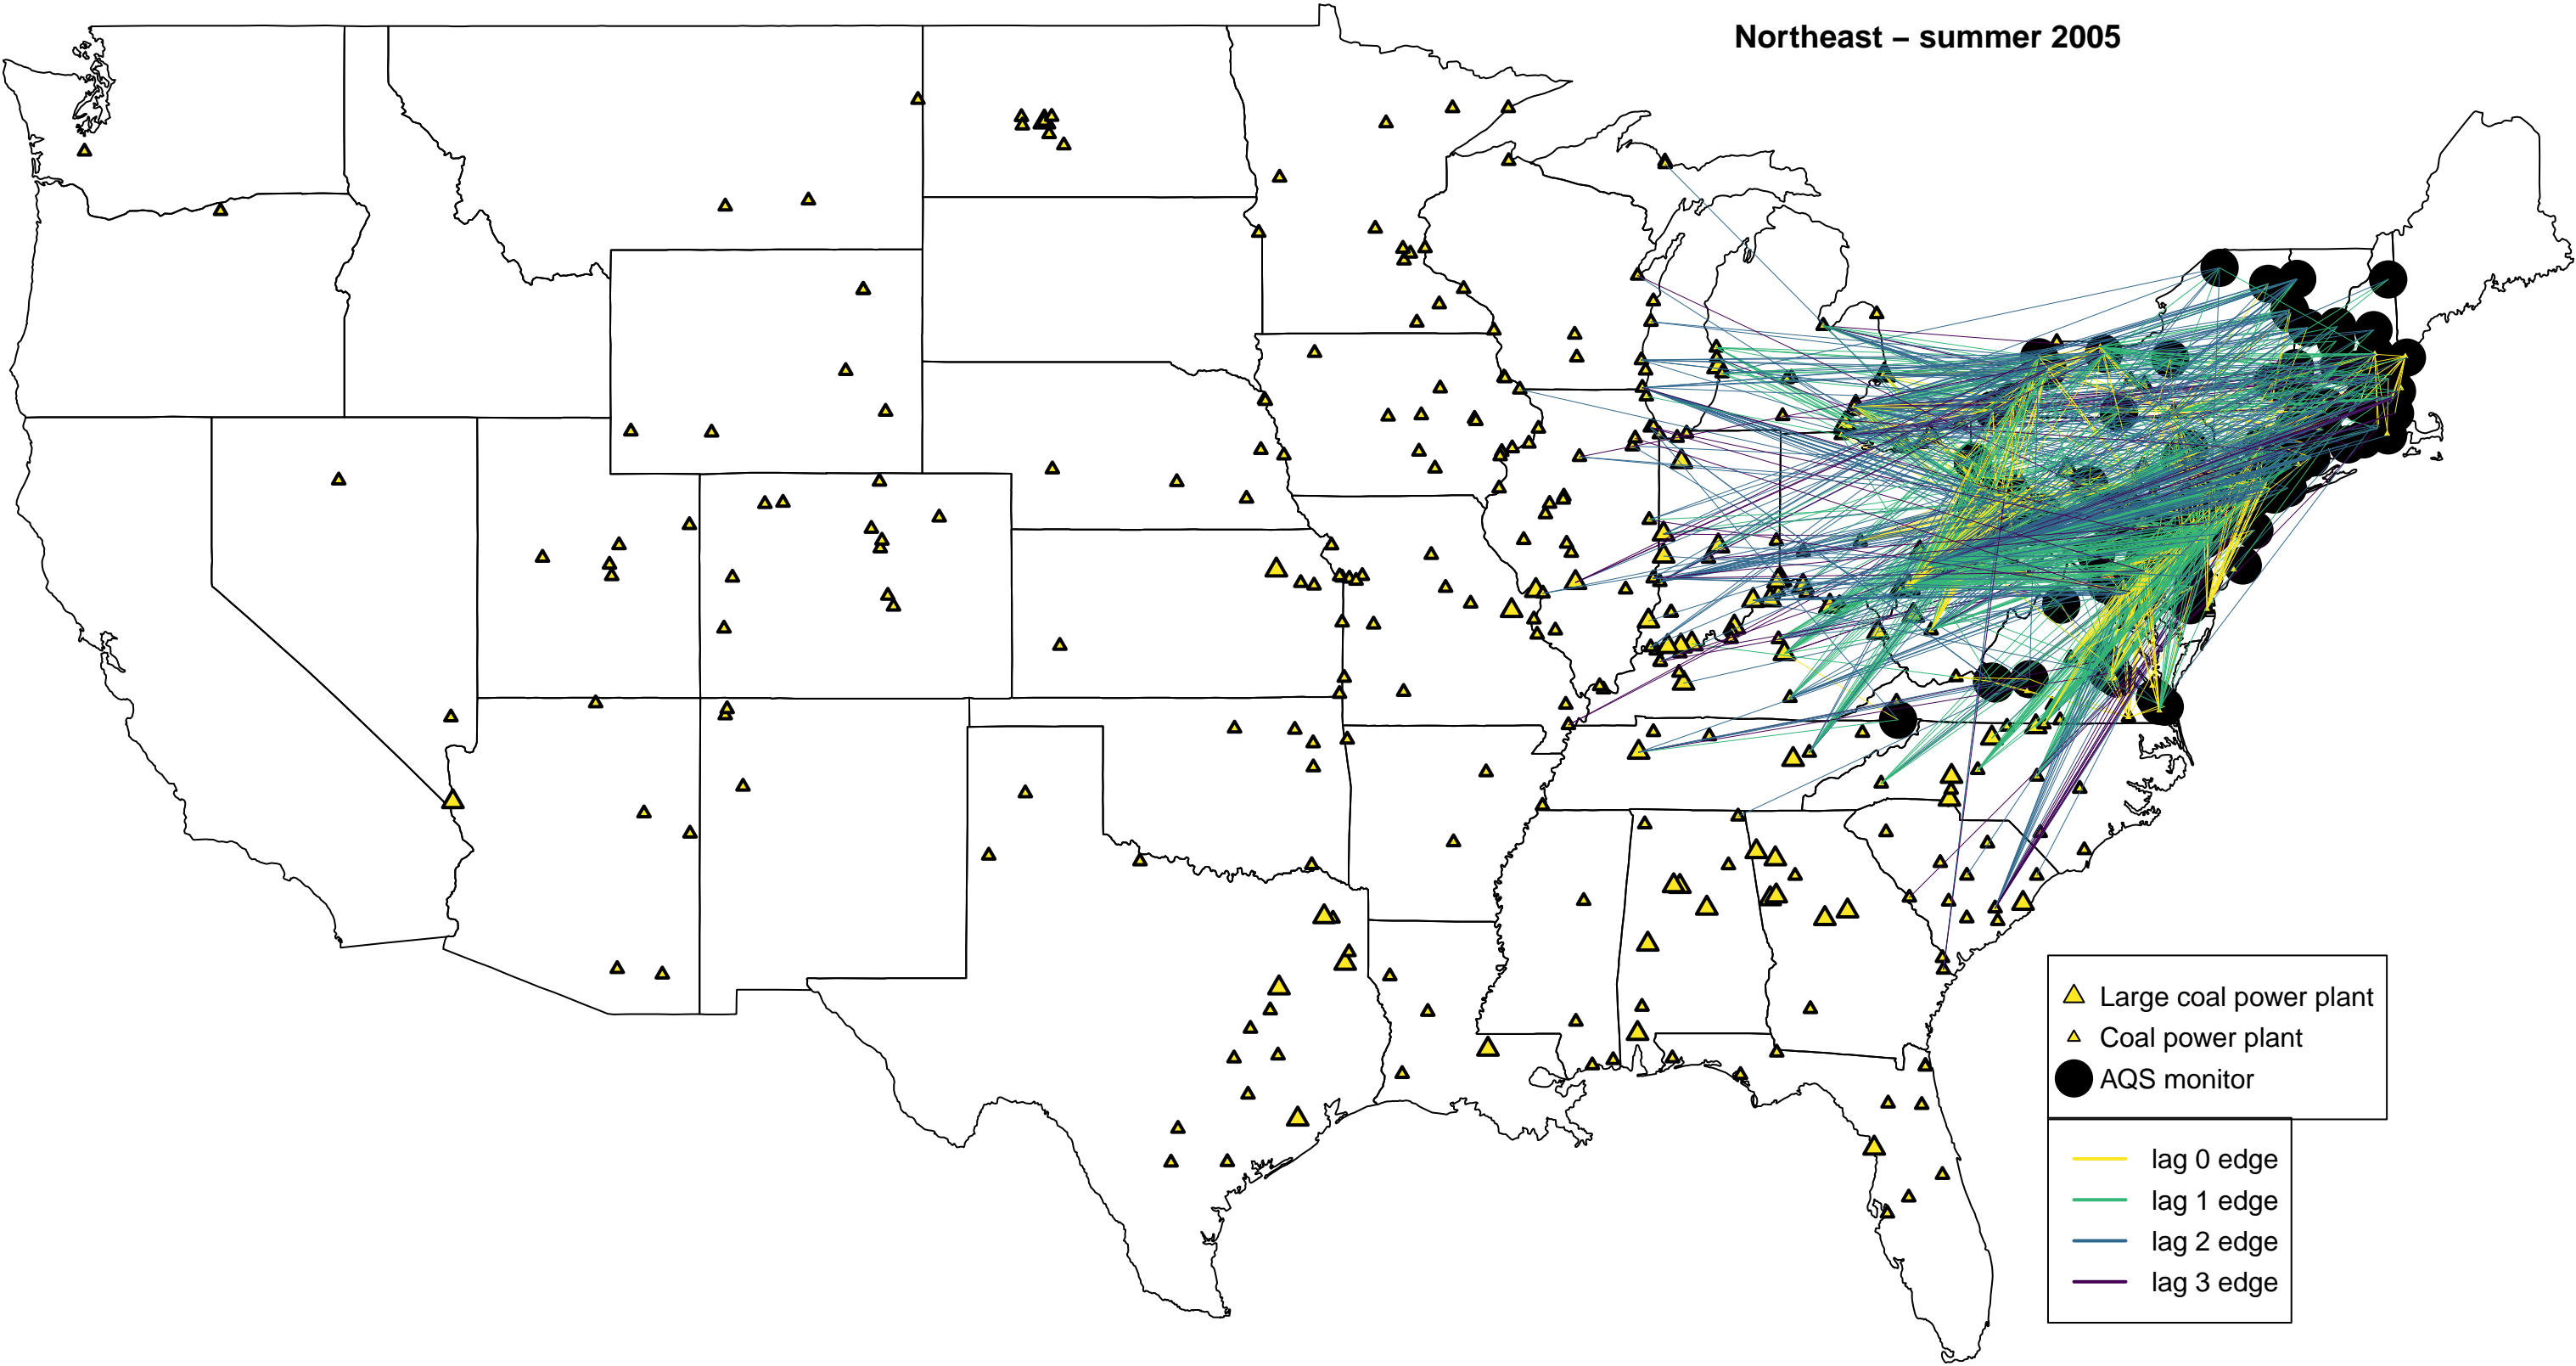 Northeast – summer 2005
Large coal power plant
Coal power plant
AQS monitor
lag 0 edge
lag 1 edge
lag 2 edge
lag 3 edge